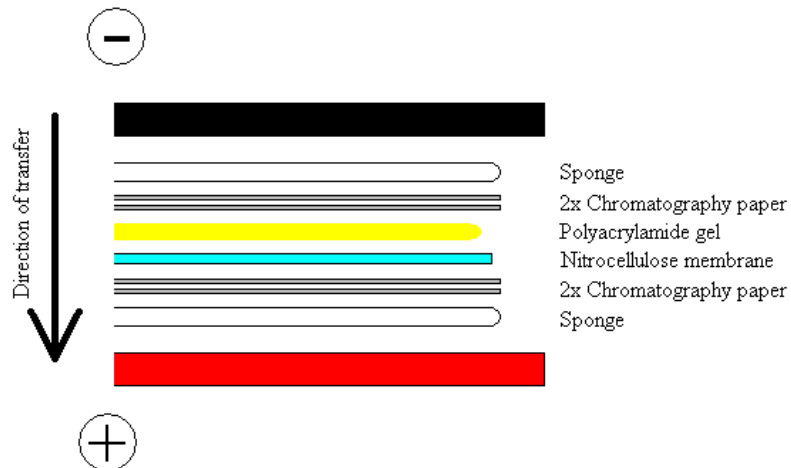 −
Direction of transfer
Sponge
2x Chromatography paper
Polyacrylamide gel
Nitrocellulose membrane
2x Chromatography paper
Sponge
+